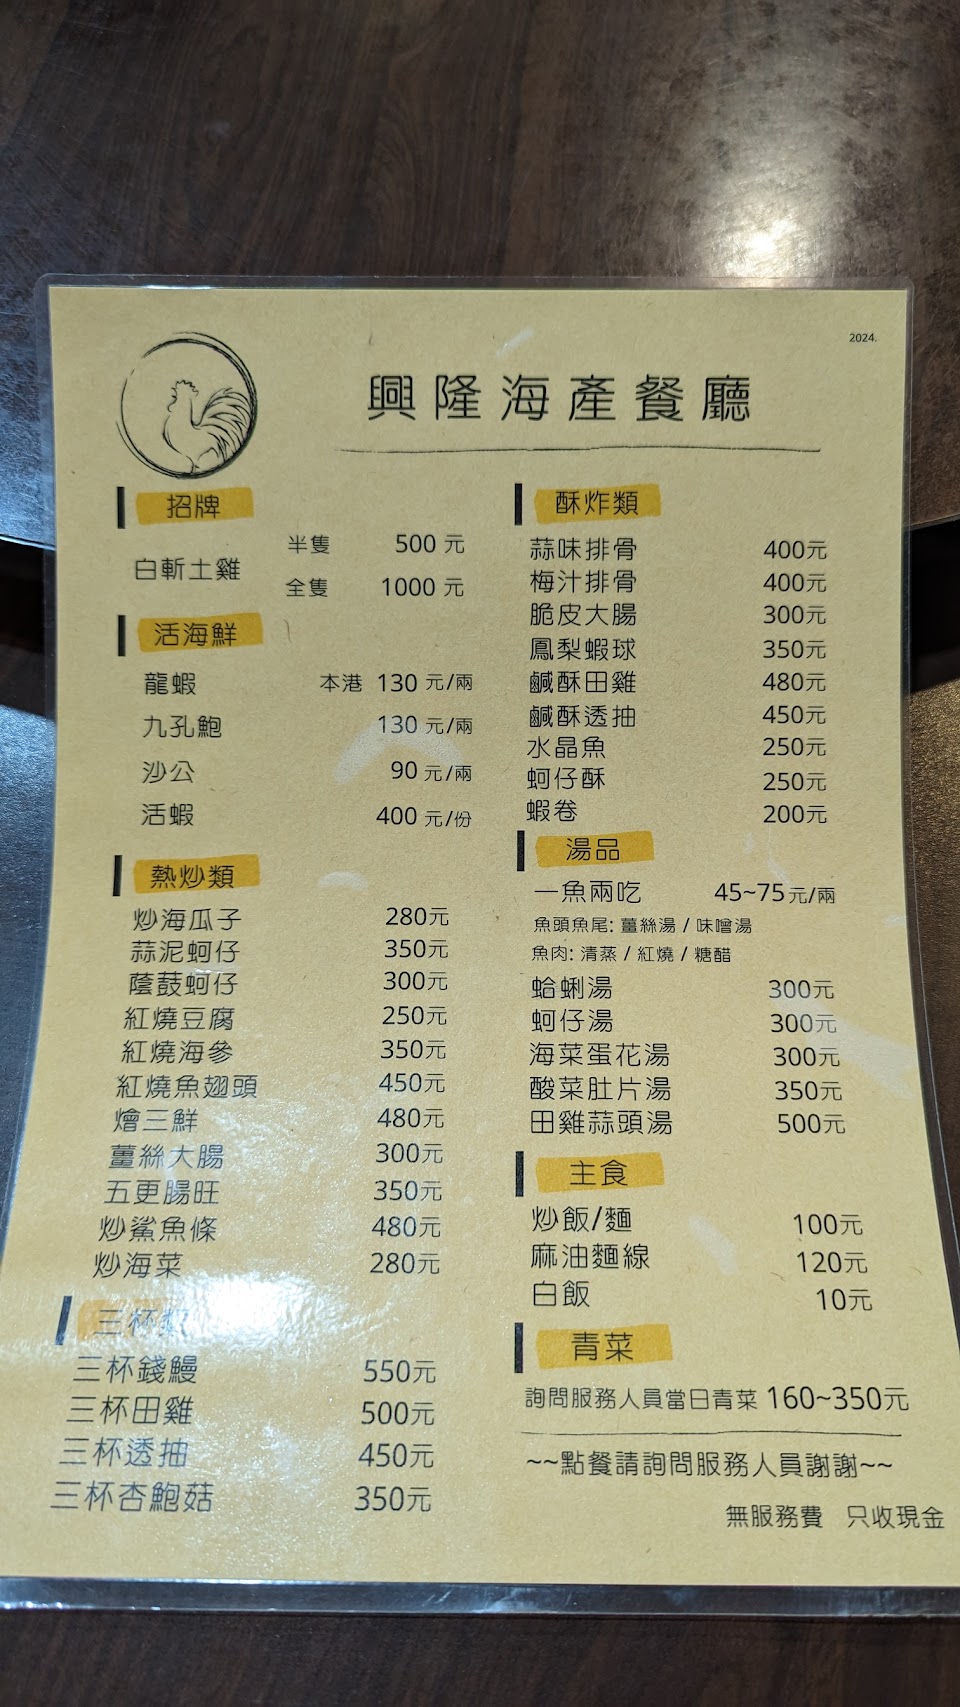 2024.
興隆海產餐廳
招牌
白斬土雞
半隻 500 元
全隻 1000 元
活海鮮
龍蝦 本港 130 元/兩
九孔鮑 130 元/兩
沙公 90 元/兩
活蝦 400 元/份
熱炒類
炒海瓜子 280元
蒜泥蚵仔 350元
蔭鼓蚵仔 300元
紅燒豆腐 250元
紅燒海參 350元
紅燒魚翅頭 450元
燴三鮮 480元
薑絲大腸 300元
五更腸旺 350元
炒鯊魚條 480元
炒海菜 280元
三杯類
三杯錢鰻 550元
三杯田雞 500元
三杯透抽 450元
三杯杏鮑菇 350元
酥炸類
蒜味排骨 400元
梅汁排骨 400元
脆皮大腸 300元
鳳梨蝦球 350元
鹹酥田雞 480元
鹹酥透抽 450元
水晶魚 250元
蚵仔酥 250元
蝦卷 200元
湯品
一魚兩吃 45~75元/兩
魚頭魚尾: 薑絲湯 / 味噌湯
魚肉: 清蒸 / 紅燒 / 糖醋
蛤蜊湯 300元
蚵仔湯 300元
海菜蛋花湯 300元
酸菜肚片湯 350元
田雞蒜頭湯 500元
主食
炒飯/麵 100元
麻油麵線 120元
白飯 10元
青菜
詢問服務人員當日青菜 160~350元
~~點餐請詢問服務人員謝謝~~
無服務費 只收現金